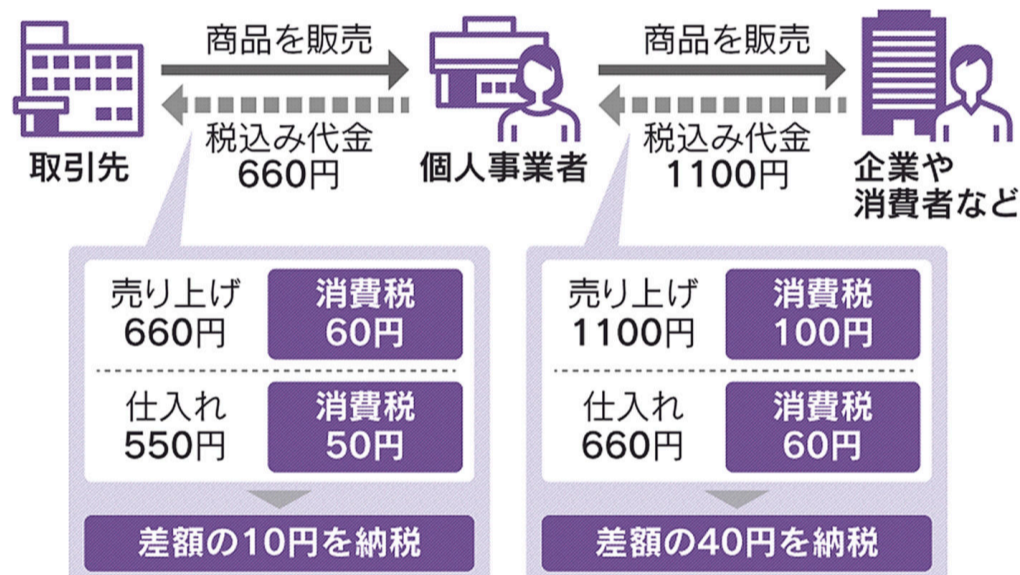 商品を販売
商品を販売
税込み代金
660円
税込み代金
1100円
取引先
個人事業者
企業や
消費者など
売り上げ
660円
消費税
60円
仕入れ
550円
消費税
50円
差額の10円を納税
売り上げ
1100円
消費税
100円
仕入れ
660円
消費税
60円
差額の40円を納税